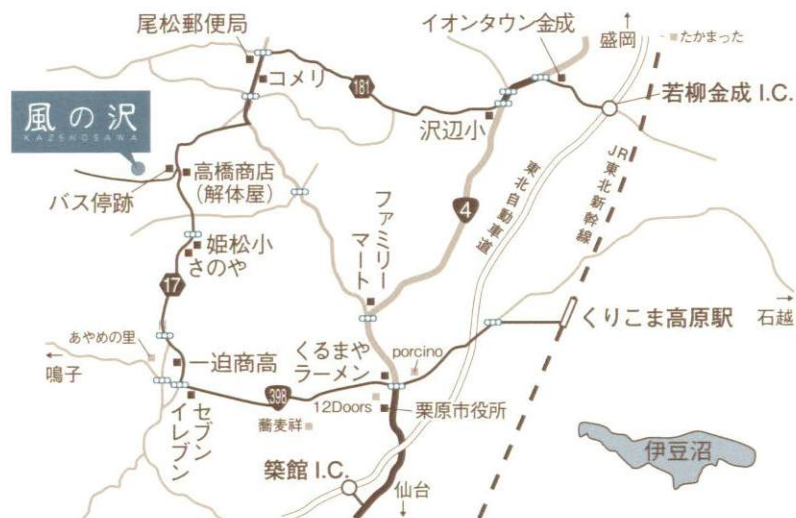 尾松郵便局
イオンタウン金成
盛岡
たかまった
コメリ
181
若柳金成 I.C.
風の沢
KAZENOSAWA
沢辺小
高橋商店
(解体屋)
バス停跡
JR東北新幹線
東北自動車道
4
ファミリー
マート
姫松小
さのや
17
くりこま高原駅
石越
あやめの里
一迫商高
くるまや
ラーメン
porcino
鳴子
398
12Doors
栗原市役所
セブン
イレブン
蕎麦祥
築館 I.C.
仙台
伊豆沼